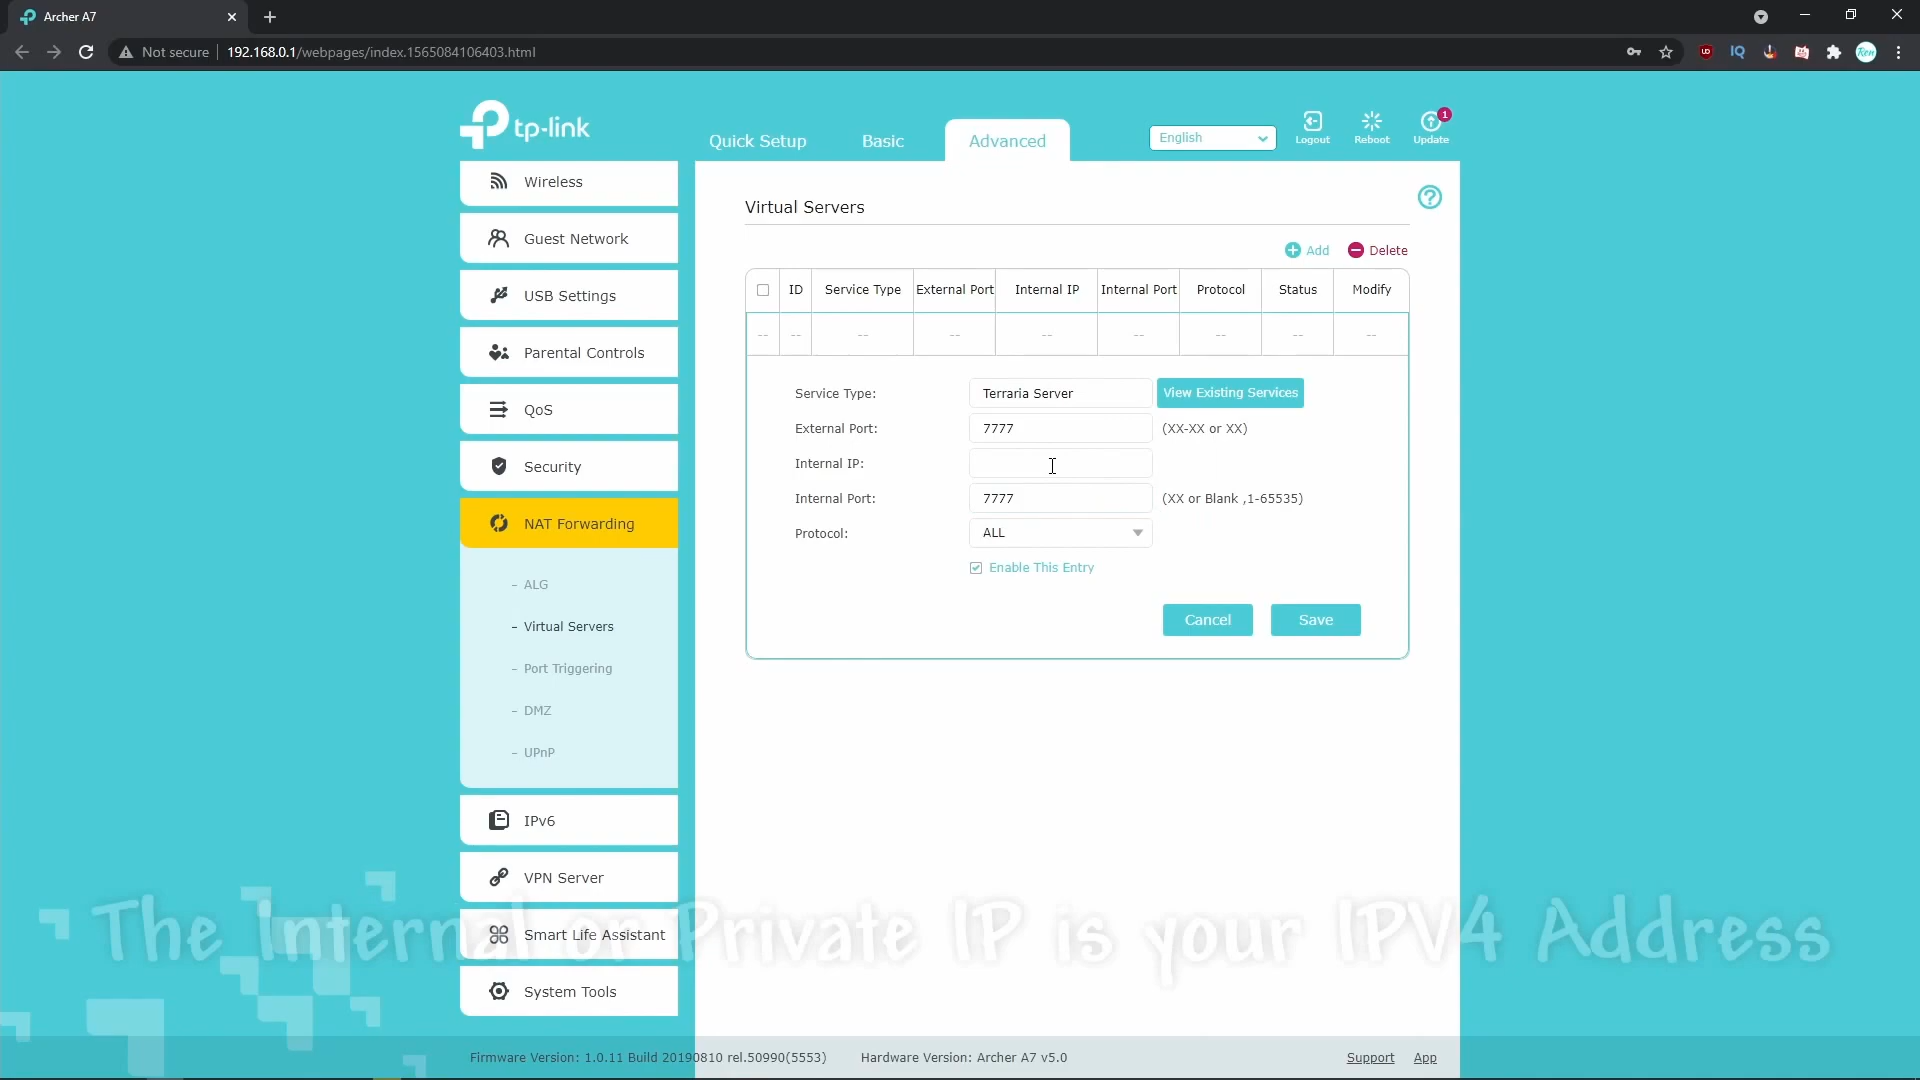 Archer A7
Not secure 192.168.0.1/webpages/index.1565084106403.html
UD IQ Ren
tp-link
Quick Setup Basic Advanced
English Logout Reboot Update 1
Wireless
Guest Network
USB Settings
Parental Controls
QoS
Security
NAT Forwarding
- ALG
- Virtual Servers
- Port Triggering
- DMZ
- UPnP
IPv6
VPN Server
Smart Life Assistant
System Tools
Virtual Servers
?
Add Delete
ID Service Type External Port Internal IP Internal Port Protocol Status Modify
-- -- -- -- -- -- -- -- --
Service Type: Terraria Server View Existing Services
External Port: 7777 (XX-XX or XX)
Internal IP:
Internal Port: 7777 (XX or Blank ,1-65535)
Protocol: ALL
Enable This Entry
Cancel Save
The Internal or Private IP is your IPV4 Address
Firmware Version: 1.0.11 Build 20190810 rel.50990(5553) Hardware Version: Archer A7 v5.0 Support App